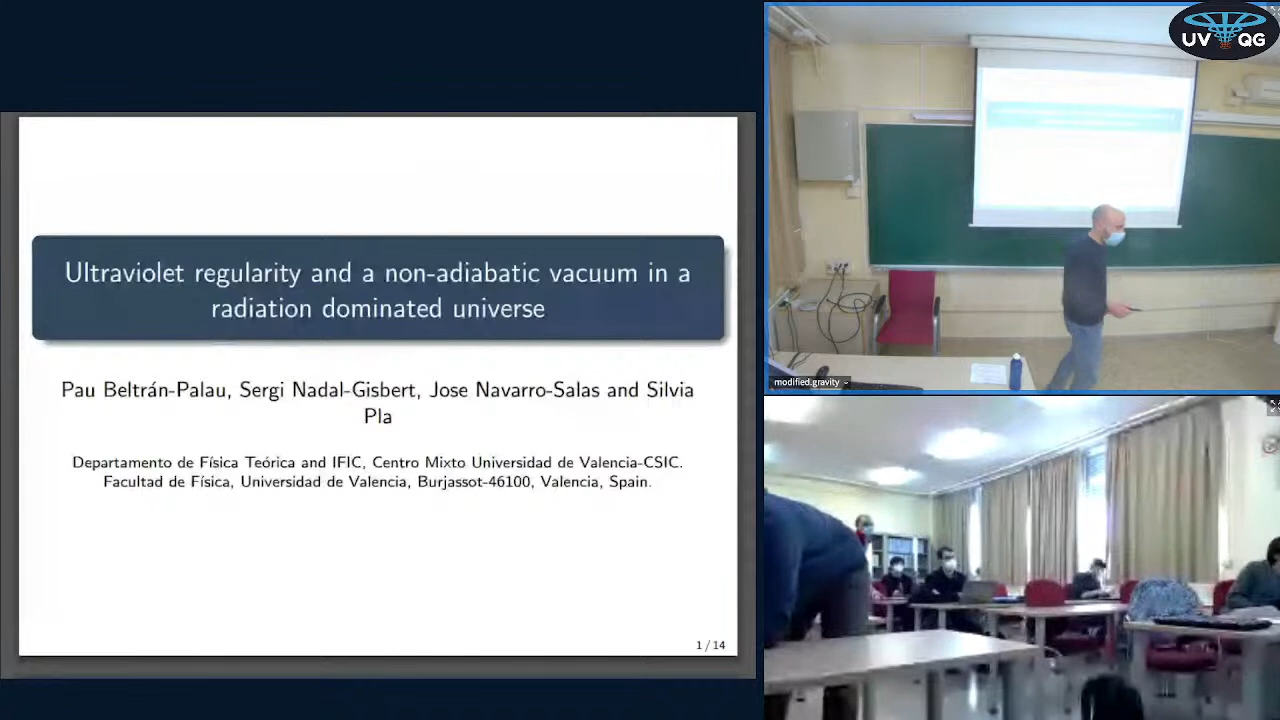 Ultraviolet regularity and a non-adiabatic vacuum in a
radiation dominated universe
Pau Beltrán-Palau, Sergi Nadal-Gisbert, Jose Navarro-Salas and Silvia
Pla
Departamento de Física Teórica and IFIC, Centro Mixto Universidad de Valencia-CSIC.
Facultad de Física, Universidad de Valencia, Burjassot-46100, Valencia, Spain.
1 / 14
UV QG
modified.gravity